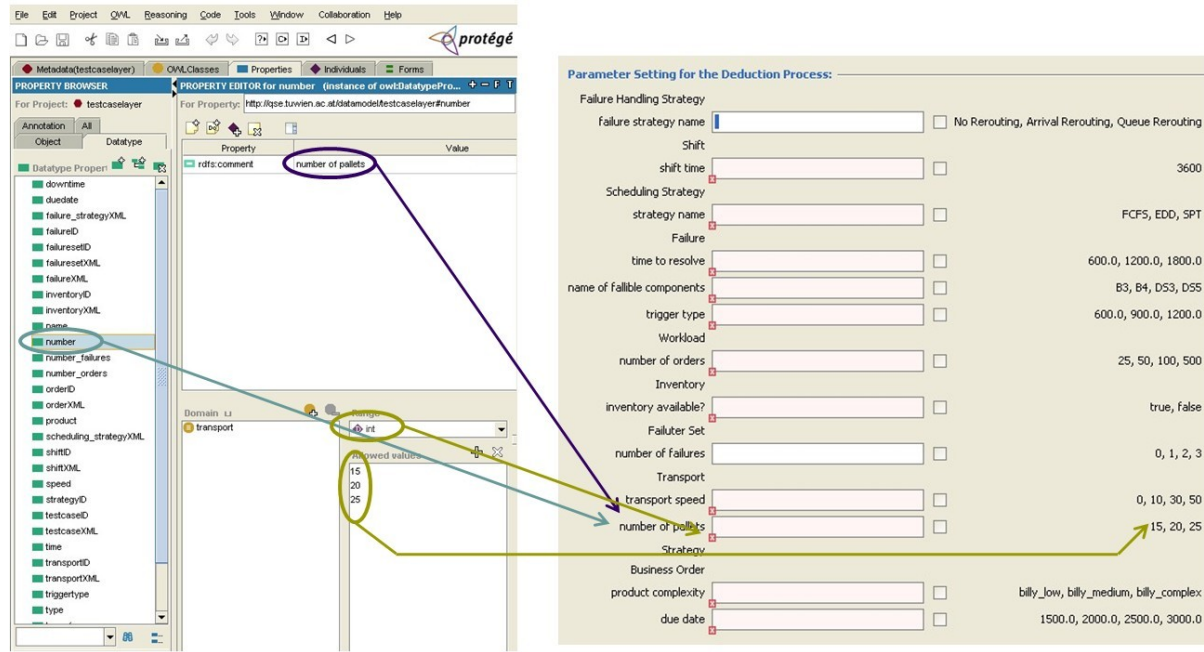 File Edit Project OWL Reasoning Code Tools Window Collaboration Help
protégé
Metadata(testcaselayer) OWLClasses Properties Individuals Forms
PROPERTY BROWSER
For Project: testcaselayer
Annotation All
Object Datatype
Datatype Propert
downtime
duedate
failure_strategyXML
failureID
failuresetID
failuresetXML
failureXML
inventoryID
inventoryXML
name
number
number_failures
number_orders
orderID
orderXML
product
scheduling_strategyXML
shiftID
shiftXML
speed
strategyID
testcaseID
testcaseXML
time
transportID
transportXML
triggertype
type
PROPERTY EDITOR for number (instance of owl:DatatypePro...
For Property: http://qse.tuwien.ac.at/datamodel/testcaselayer#number
Property Value
rdfs:comment number of pallets
Domain
transport
Range
int
Allowed values
15
20
25
Parameter Setting for the Deduction Process:
Failure Handling Strategy
failure strategy name No Rerouting, Arrival Rerouting, Queue Rerouting
Shift
shift time 3600
Scheduling Strategy
strategy name FCFS, EDD, SPT
Failure
time to resolve 600.0, 1200.0, 1800.0
name of fallible components B3, B4, DS3, DS5
trigger type 600.0, 900.0, 1200.0
Workload
number of orders 25, 50, 100, 500
Inventory
inventory available? true, false
Failuter Set
number of failures 0, 1, 2, 3
Transport
transport speed 0, 10, 30, 50
number of pallets 15, 20, 25
Strategy
Business Order
product complexity billy_low, billy_medium, billy_complex
due date 1500.0, 2000.0, 2500.0, 3000.0